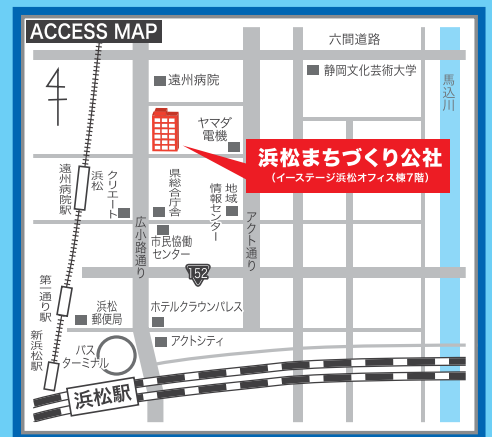 ACCESS MAP
六間道路
遠州病院
静岡文化芸術大学
馬込川
ヤマダ
電機
浜松まちづくり公社
（イーステージ浜松オフィス棟7階）
遠州病院駅
クリエート
浜松
県総合庁舎
地域
情報センター
広小路通り
アクト通り
市民協働
センター
152
第一通り駅
浜松
郵便局
ホテルクラウンパレス
新浜松駅
バス
ターミナル
アクトシティ
浜松駅